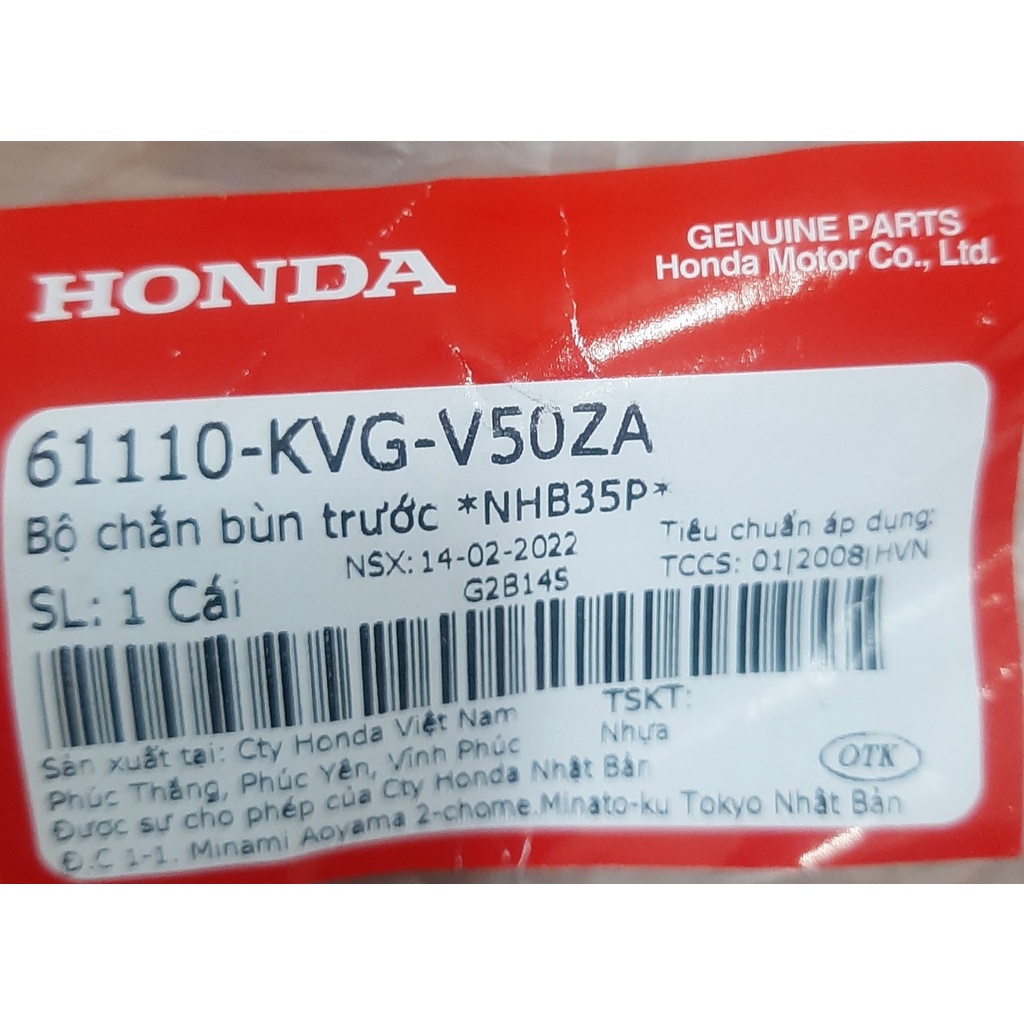 HONDA
GENUINE PARTS
Honda Motor Co., Ltd.
61110-KVG-V50ZA
Bộ chắn bùn trước *NHB35P*
NSX: 14-02-2022
Tiêu chuẩn áp dụng:
SL: 1 Cái
G2B14S
TCCS: 01/2008/HVN
TSKT:
Nhựa
Sản xuất tại: Cty Honda Việt Nam
Phúc Thắng, Phúc Yên, Vĩnh Phúc
Được sự cho phép của Cty Honda Nhật Bản
Đ.C 1-1. Minami Aoyama 2-chome.Minato-ku Tokyo Nhật Bản
OTK